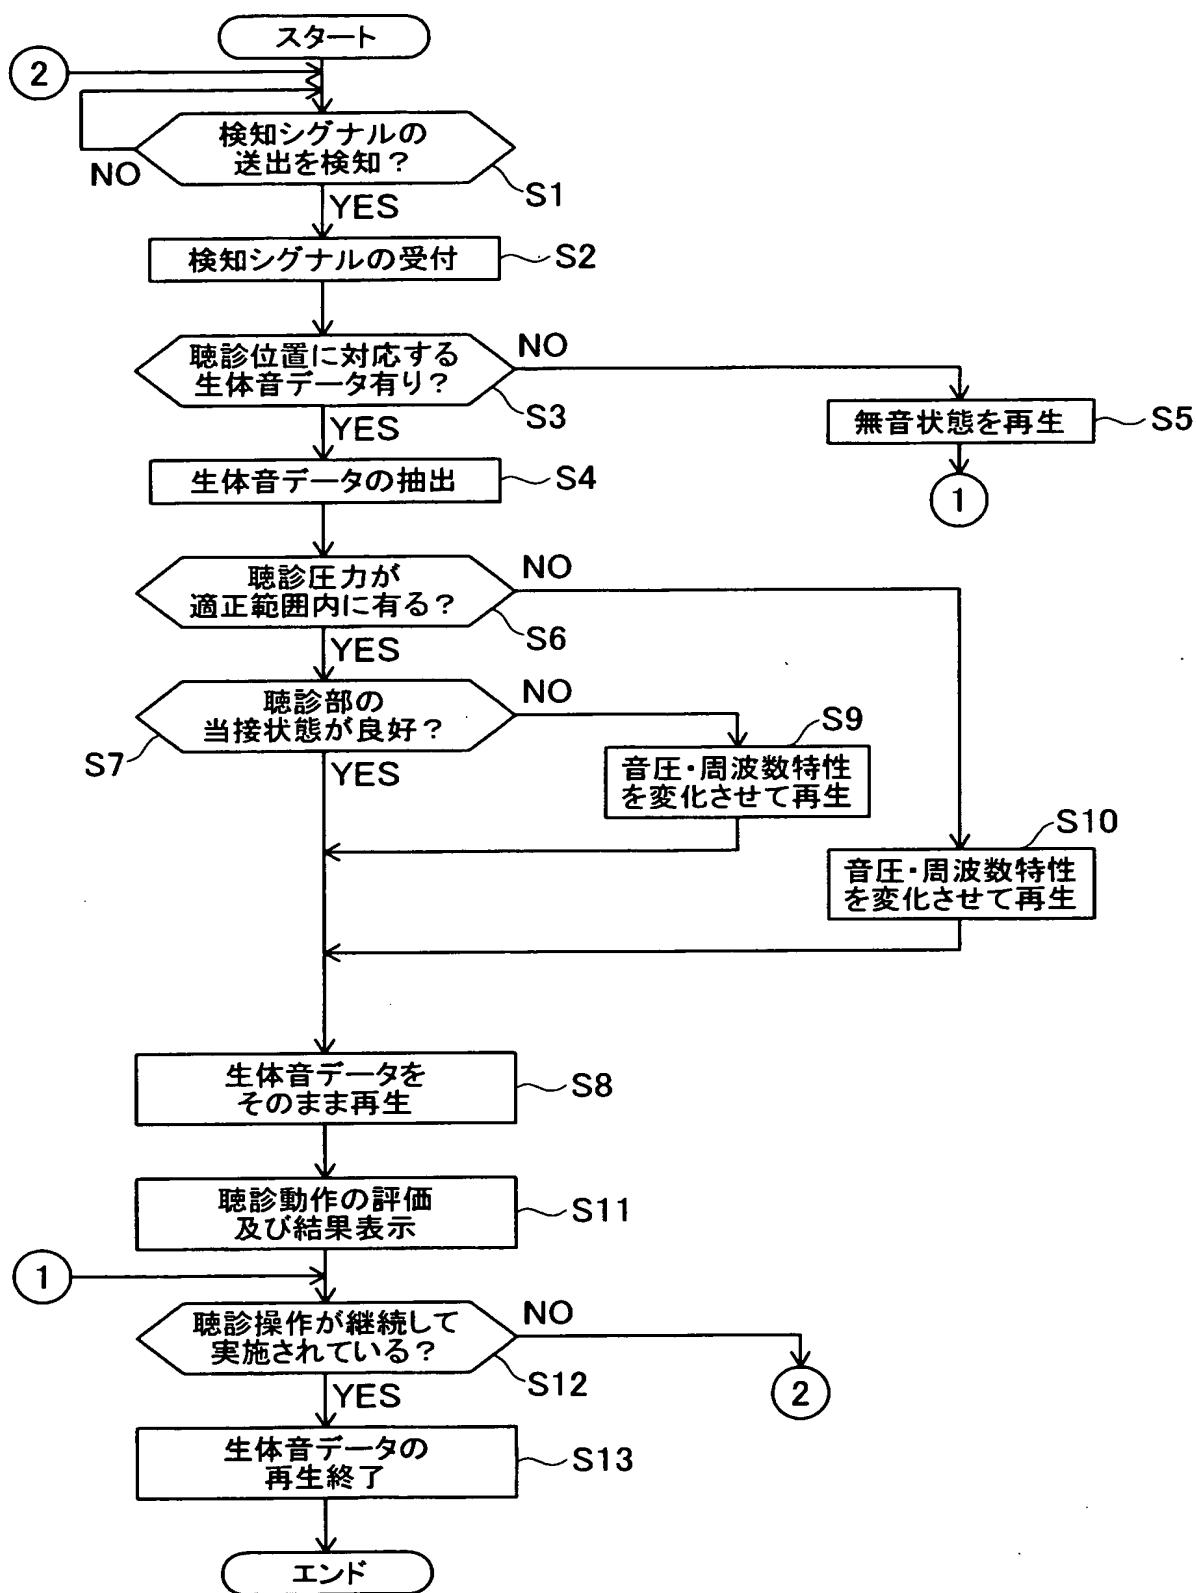 スタート
2
検知シグナルの
送出を検知？
NO
S1
YES
検知シグナルの受付
S2
聴診位置に対応する
生体音データ有り？
NO
S3
YES
無音状態を再生
S5
生体音データの抽出
S4
1
聴診圧力が
適正範囲内に有る？
NO
S6
YES
聴診部の
当接状態が良好？
NO
S7
YES
S9
音圧・周波数特性
を変化させて再生
S10
音圧・周波数特性
を変化させて再生
生体音データを
そのまま再生
S8
聴診動作の評価
及び結果表示
S11
1
聴診操作が継続して
実施されている？
NO
S12
YES
2
生体音データの
再生終了
S13
エンド